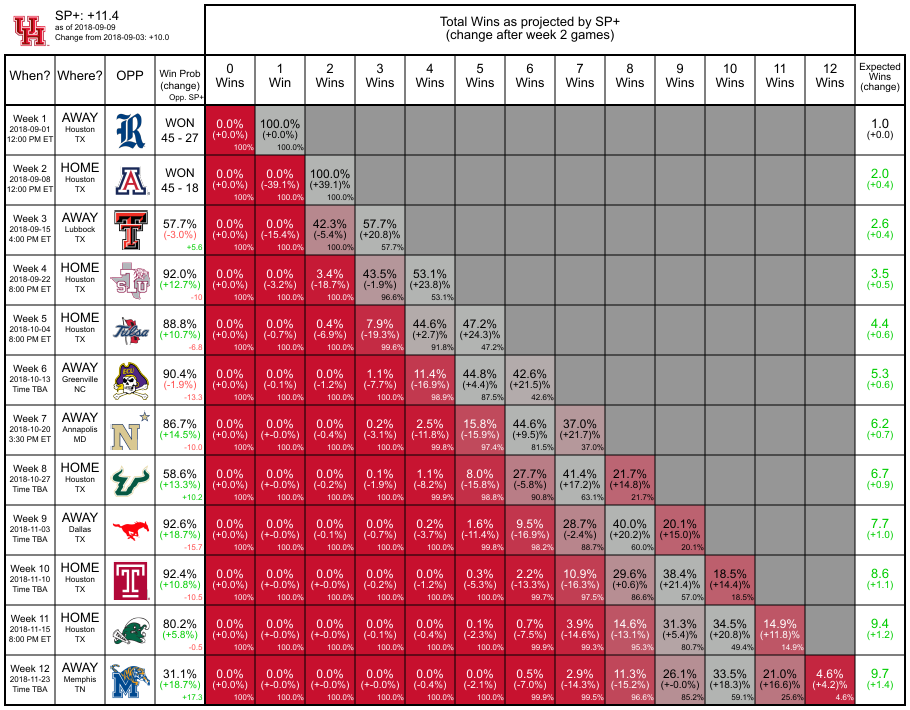 SP+: +11.4
as of 2018-09-09
Change from 2018-09-03: +10.0
Total Wins as projected by SP+
(change after week 2 games)
When? Where? OPP Win Prob (change) Opp. SP+ 0 Wins 1 Win 2 Wins 3 Wins 4 Wins 5 Wins 6 Wins 7 Wins 8 Wins 9 Wins 10 Wins 11 Wins 12 Wins Expected Wins (change)
Week 1 AWAY WON 0.0% 100.0% 1.0
2018-09-01 Houston 45 - 27 (+0.0%) (+0.0%) (+0.0)
12:00 PM ET TX 100% 100.0%
Week 2 HOME WON 0.0% 0.0% 100.0% 2.0
2018-09-08 Houston 45 - 18 (+0.0%) (-39.1%) (+39.1)% (+0.4)
12:00 PM ET TX 100% 100.0% 100.0%
Week 3 AWAY 57.7% 0.0% 0.0% 42.3% 57.7% 2.6
2018-09-15 Lubbock (-3.0%) (+0.0%) (-15.4%) (-5.4%) (+20.8)% (+0.4)
4:00 PM ET TX +5.6 100% 100.0% 100.0% 57.7%
Week 4 HOME 92.0% 0.0% 0.0% 3.4% 43.5% 53.1% 3.5
2018-09-22 Houston (+12.7%) (+0.0%) (-3.2%) (-18.7%) (-1.9%) (+23.8)% (+0.5)
8:00 PM ET TX -10 100% 100.0% 100.0% 96.6% 53.1%
Week 5 HOME 88.8% 0.0% 0.0% 0.4% 7.9% 44.6% 47.2% 4.4
2018-10-04 Houston (+10.7%) (+0.0%) (-0.7%) (-6.9%) (-19.3%) (+2.7)% (+24.3)% (+0.6)
8:00 PM ET TX -6.8 100% 100.0% 100.0% 99.6% 91.8% 47.2%
Week 6 AWAY 90.4% 0.0% 0.0% 0.0% 1.1% 11.4% 44.8% 42.6% 5.3
2018-10-13 Greenville (-1.9%) (+0.0%) (-0.1%) (-1.2%) (-7.7%) (-16.9%) (+4.4)% (+21.5)% (+0.6)
Time TBA NC -13.3 100% 100.0% 100.0% 100.0% 98.9% 87.5% 42.6%
Week 7 AWAY 86.7% 0.0% 0.0% 0.0% 0.2% 2.5% 15.8% 44.6% 37.0% 6.2
2018-10-20 Annapolis (+14.5%) (+0.0%) (+-0.0%) (-0.4%) (-3.1%) (-11.8%) (-15.9%) (+9.5)% (+21.7)% (+0.7)
3:30 PM ET MD -10.0 100% 100.0% 100.0% 100.0% 99.8% 97.4% 81.5% 37.0%
Week 8 HOME 58.6% 0.0% 0.0% 0.0% 0.1% 1.1% 8.0% 27.7% 41.4% 21.7% 6.7
2018-10-27 Houston (+13.3%) (+0.0%) (+-0.0%) (-0.2%) (-1.9%) (-8.2%) (-15.8%) (-5.8%) (+17.2)% (+14.8)% (+0.9)
Time TBA TX +10.2 100% 100.0% 100.0% 100.0% 99.9% 98.8% 90.8% 63.1% 21.7%
Week 9 AWAY 92.6% 0.0% 0.0% 0.0% 0.0% 0.2% 1.6% 9.5% 28.7% 40.0% 20.1% 7.7
2018-11-03 Dallas (+18.7%) (+0.0%) (+-0.0%) (-0.1%) (-0.7%) (-3.7%) (-11.4%) (-16.9%) (-2.4%) (+20.2)% (+15.0)% (+1.0)
Time TBA TX -15.7 100% 100.0% 100.0% 100.0% 100.0% 99.8% 98.2% 88.7% 60.0% 20.1%
Week 10 HOME 92.4% 0.0% 0.0% 0.0% 0.0% 0.0% 0.3% 2.2% 10.9% 29.6% 38.4% 18.5% 8.6
2018-11-10 Houston (+10.8%) (+0.0%) (+-0.0%) (+-0.0%) (-0.2%) (-1.2%) (-5.3%) (-13.3%) (-16.3%) (+0.6)% (+21.4)% (+14.4)% (+1.1)
Time TBA TX -10.5 100% 100.0% 100.0% 100.0% 100.0% 100.0% 99.7% 97.5% 86.6% 57.0% 18.5%
Week 11 HOME 80.2% 0.0% 0.0% 0.0% 0.0% 0.0% 0.1% 0.7% 3.9% 14.6% 31.3% 34.5% 14.9% 9.4
2018-11-15 Houston (+5.8%) (+0.0%) (+-0.0%) (+-0.0%) (-0.1%) (-0.4%) (-2.3%) (-7.5%) (-14.6%) (-13.1%) (+5.4)% (+20.8)% (+11.8)% (+1.2)
8:00 PM ET TX -0.5 100% 100.0% 100.0% 100.0% 100.0% 100.0% 99.9% 99.3% 95.3% 80.7% 49.4% 14.9%
Week 12 AWAY 31.1% 0.0% 0.0% 0.0% 0.0% 0.0% 0.0% 0.5% 2.9% 11.3% 26.1% 33.5% 21.0% 4.6% 9.7
2018-11-23 Memphis (+18.7%) (+0.0%) (+-0.0%) (+-0.0%) (+-0.0%) (-0.4%) (-2.1%) (-7.0%) (-14.3%) (-15.2%) (+-0.0)% (+18.3)% (+16.6)% (+4.2)% (+1.4)
Time TBA TN +17.3 100% 100.0% 100.0% 100.0% 100.0% 100.0% 99.9% 99.5% 96.6% 85.2% 59.1% 25.6% 4.6%